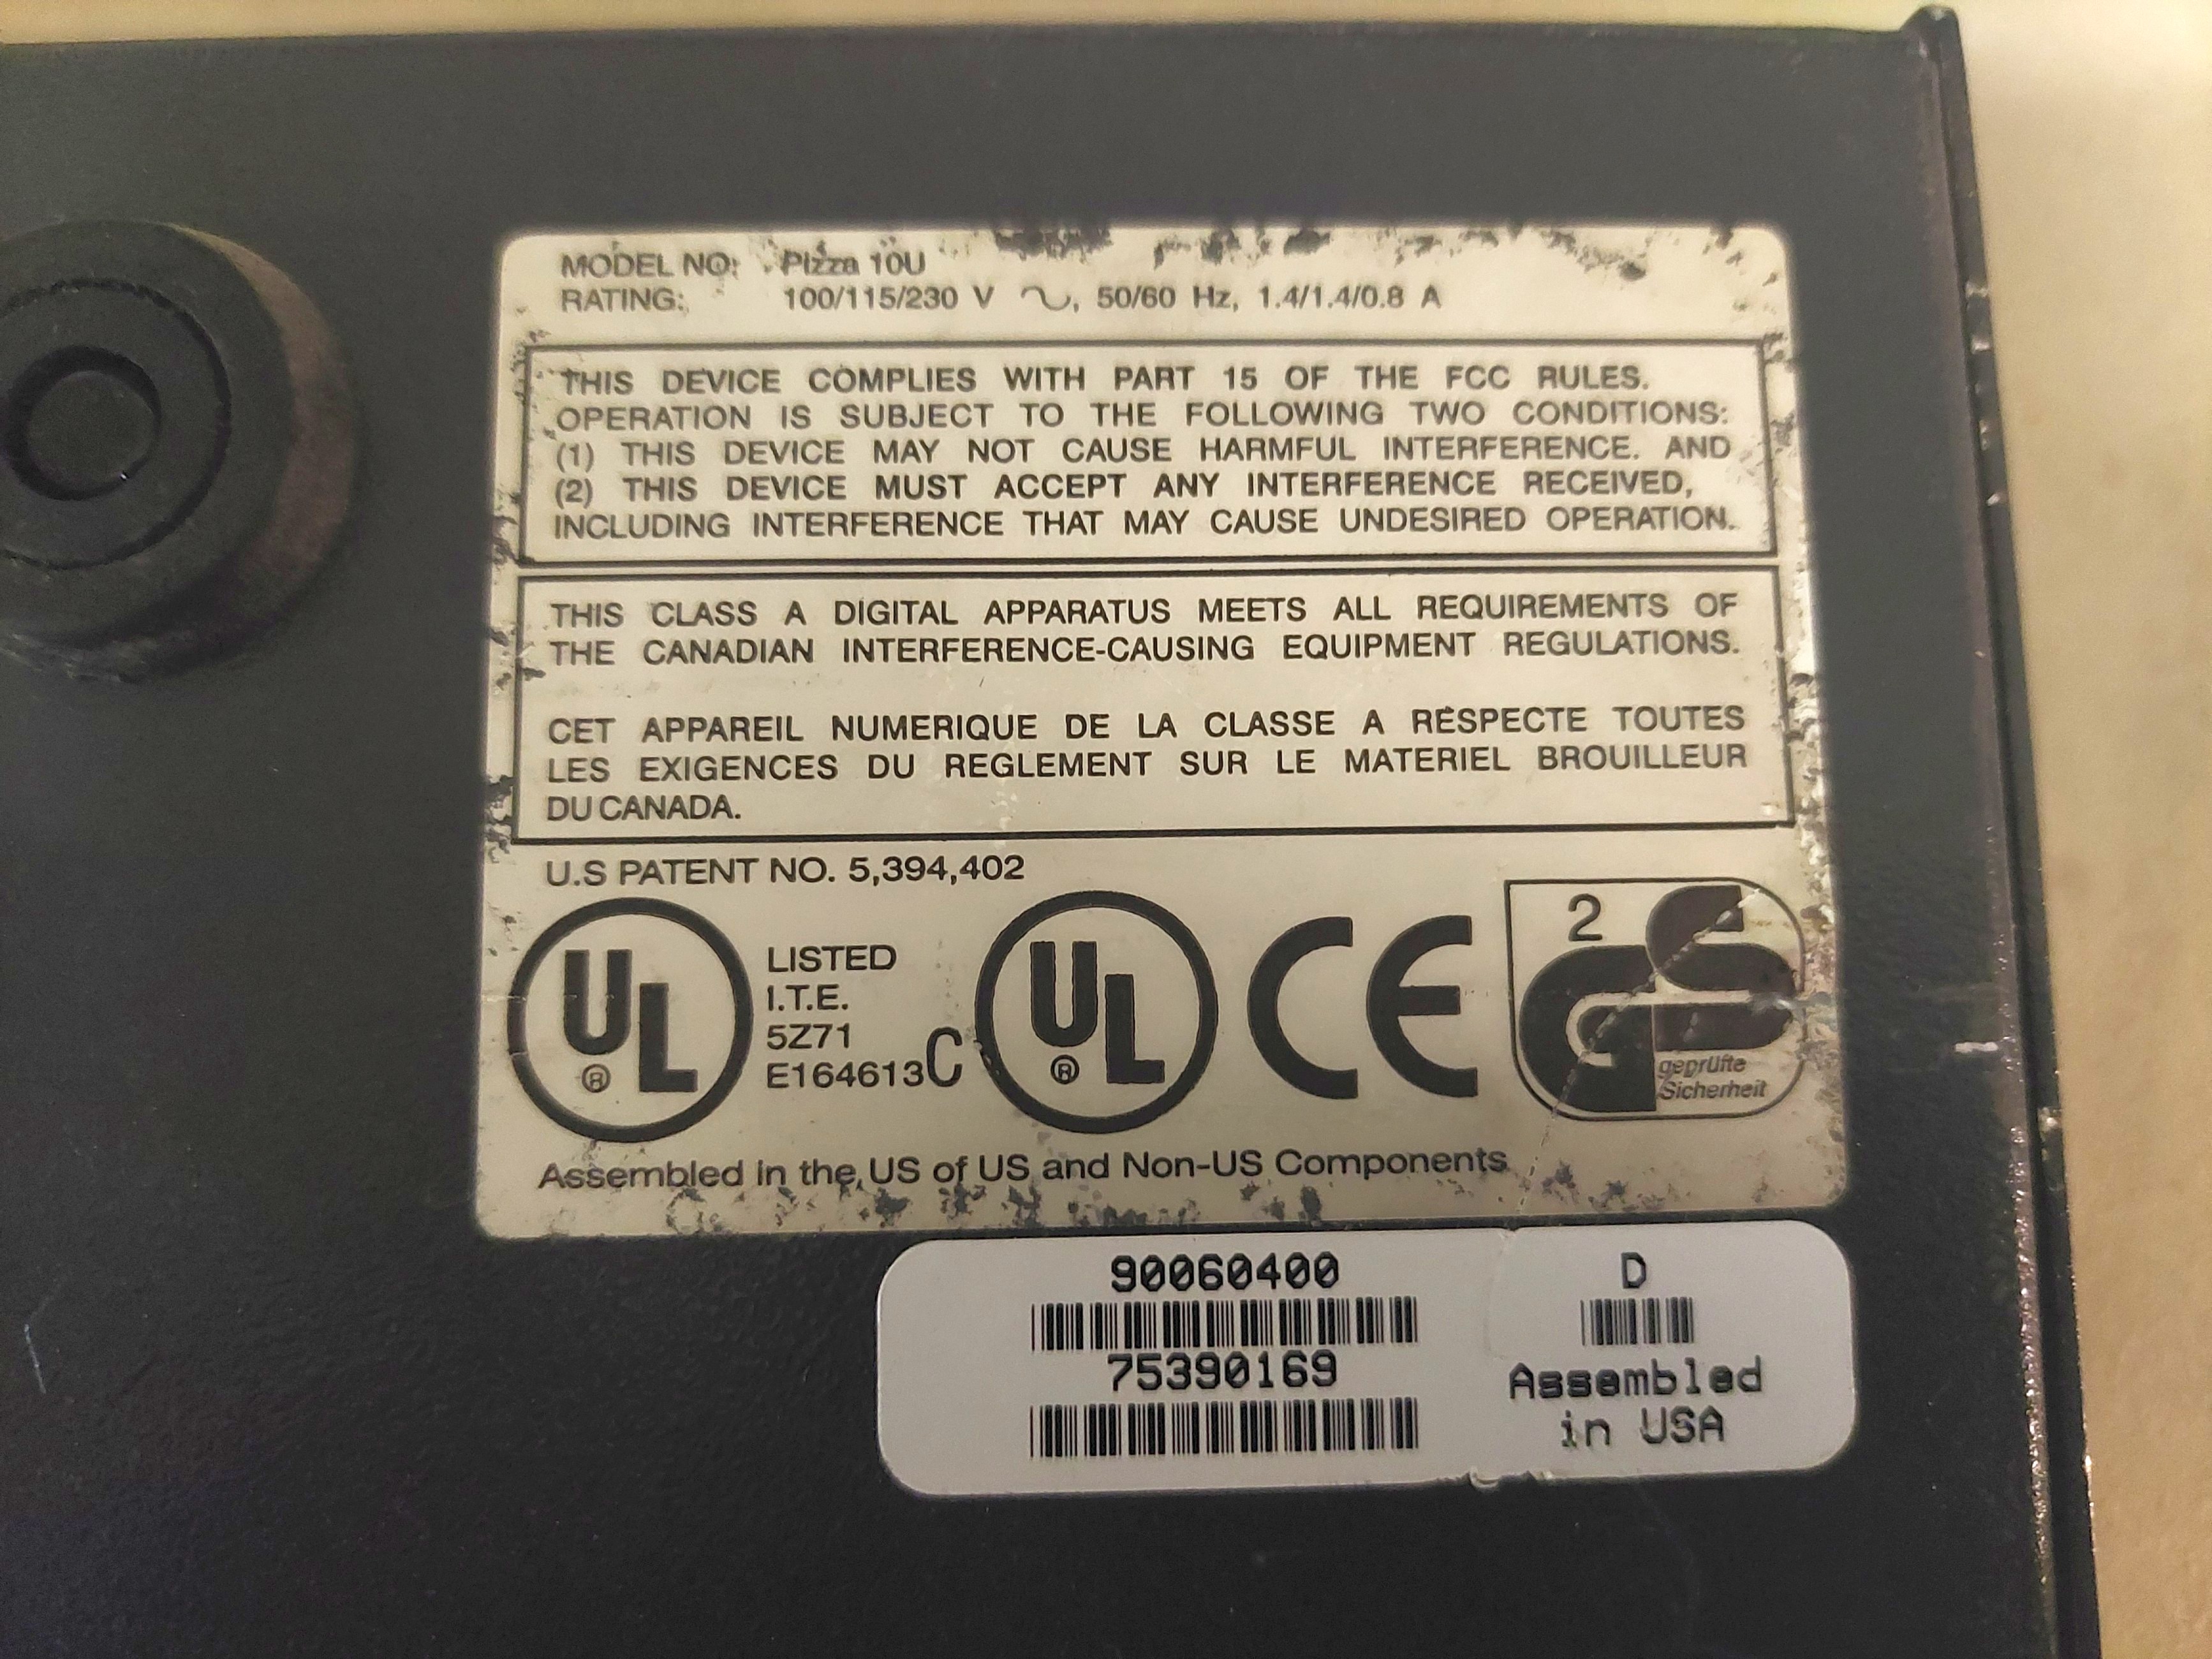 MODEL NO: Pizza 10U
RATING: 100/115/230 V ∿, 50/60 Hz, 1.4/1.4/0.8 A
THIS DEVICE COMPLIES WITH PART 15 OF THE FCC RULES.
OPERATION IS SUBJECT TO THE FOLLOWING TWO CONDITIONS:
(1) THIS DEVICE MAY NOT CAUSE HARMFUL INTERFERENCE. AND
(2) THIS DEVICE MUST ACCEPT ANY INTERFERENCE RECEIVED,
INCLUDING INTERFERENCE THAT MAY CAUSE UNDESIRED OPERATION.
THIS CLASS A DIGITAL APPARATUS MEETS ALL REQUIREMENTS OF
THE CANADIAN INTERFERENCE-CAUSING EQUIPMENT REGULATIONS.
CET APPAREIL NUMERIQUE DE LA CLASSE A RESPECTE TOUTES
LES EXIGENCES DU REGLEMENT SUR LE MATERIEL BROUILLEUR
DU CANADA.
U.S PATENT NO. 5,394,402
UL ®
LISTED
I.T.E.
5Z71
E164613
C UL ®
CE
2 GS
geprüfte
Sicherheit
Assembled in the US of US and Non-US Components
90060400
75390169
D
Assembled
in USA